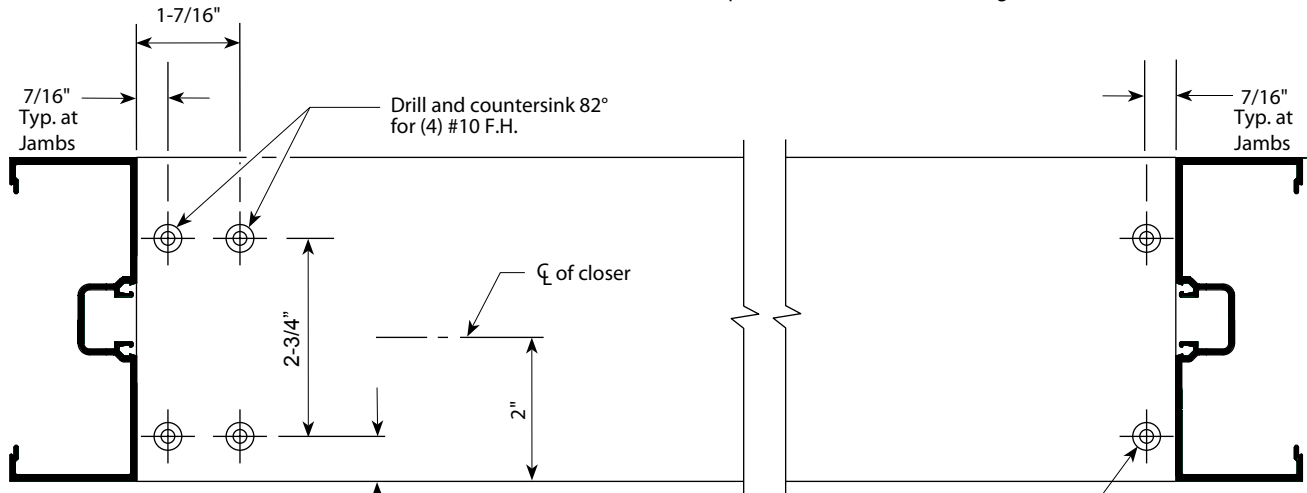 1-7/16"
7/16"
Typ. at
Jambs
Drill and countersink 82°
for (4) #10 F.H.
7/16"
Typ. at
Jambs
℄ of closer
2-3/4"
2"